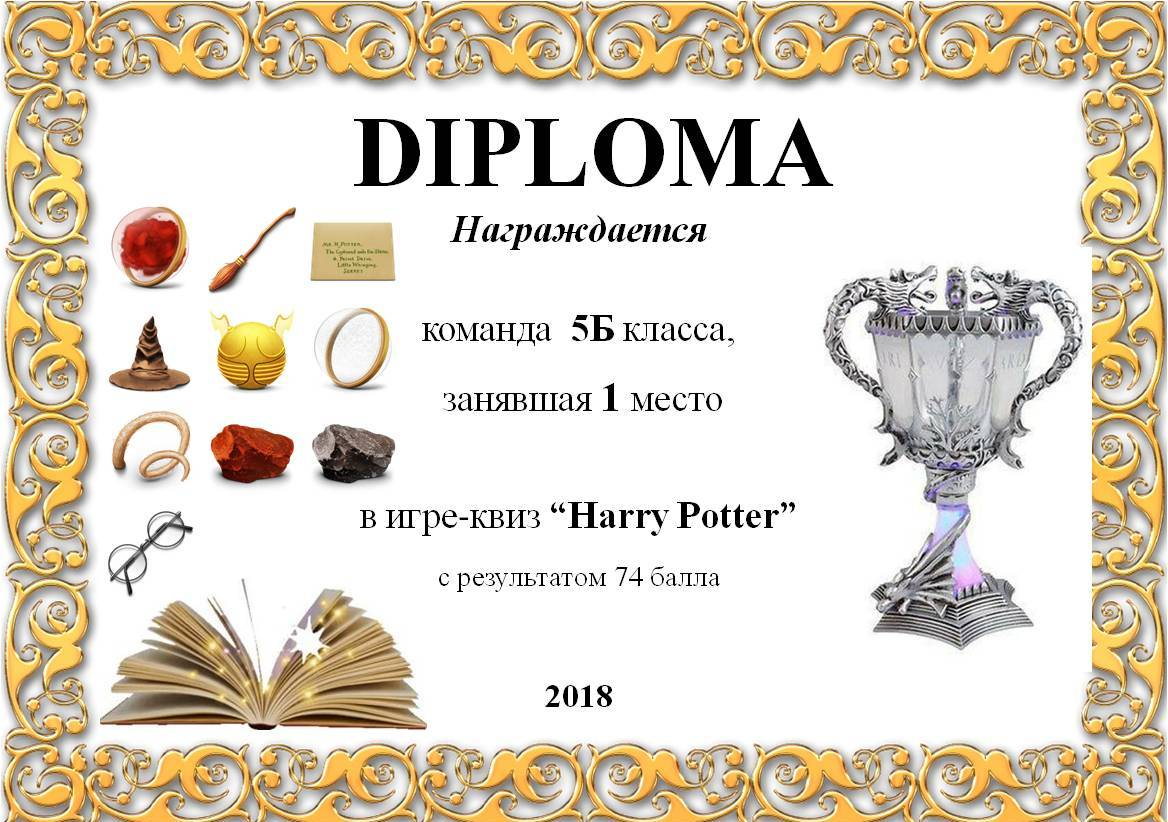 DIPLOMA
Награждается
команда 5Б класса,
занявшая 1 место
в игре-квиз “Harry Potter”
с результатом 74 балла
2018